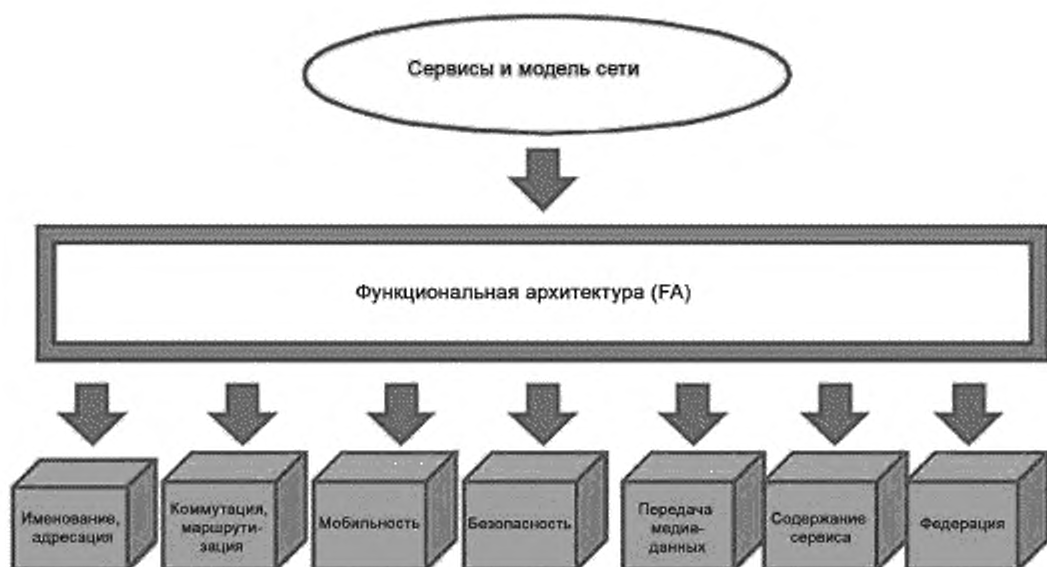 Сервисы и модель сети
Функциональная архитектура (FA)
Именование,
адресация
Коммутация,
маршрути-
зация
Мобильность
Безопасность
Передача
медиа-
данных
Содержание
сервиса
Федерация